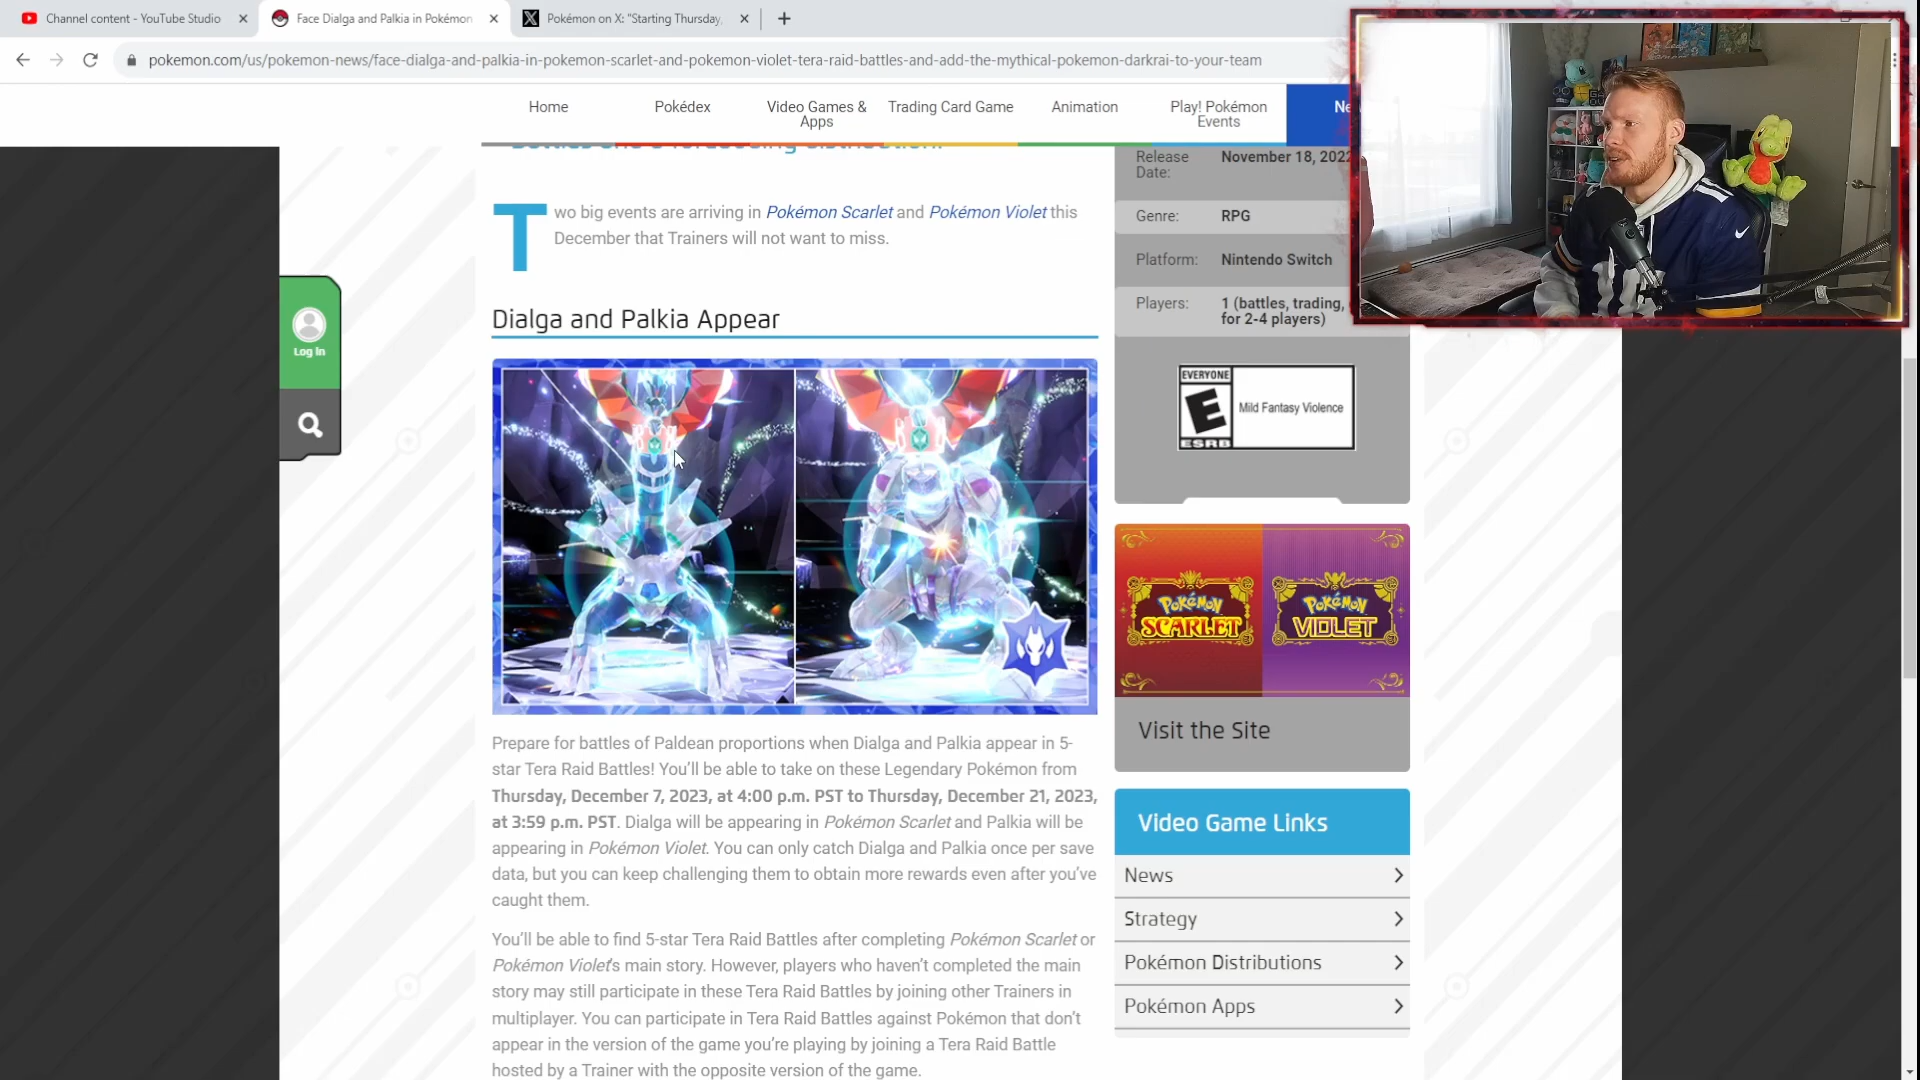 Channel content - YouTube Studio
Face Dialga and Palkia in Pokémon
Pokémon on X: "Starting Thursday,
pokemon.com/us/pokemon-news/face-dialga-and-palkia-in-pokemon-scarlet-and-pokemon-violet-tera-raid-battles-and-add-the-mythical-pokemon-darkrai-to-your-team
Home
Pokédex
Video Games &
Apps
Trading Card Game
Animation
Play! Pokémon
Events
Ne
Two big events are arriving in Pokémon Scarlet and Pokémon Violet this
December that Trainers will not want to miss.
Log in
Dialga and Palkia Appear
Prepare for battles of Paldean proportions when Dialga and Palkia appear in 5-
star Tera Raid Battles! You'll be able to take on these Legendary Pokémon from
Thursday, December 7, 2023, at 4:00 p.m. PST to Thursday, December 21, 2023,
at 3:59 p.m. PST. Dialga will be appearing in Pokémon Scarlet and Palkia will be
appearing in Pokémon Violet. You can only catch Dialga and Palkia once per save
data, but you can keep challenging them to obtain more rewards even after you've
caught them.
You'll be able to find 5-star Tera Raid Battles after completing Pokémon Scarlet or
Pokémon Violet's main story. However, players who haven't completed the main
story may still participate in these Tera Raid Battles by joining other Trainers in
multiplayer. You can participate in Tera Raid Battles against Pokémon that don't
appear in the version of the game you're playing by joining a Tera Raid Battle
hosted by a Trainer with the opposite version of the game.
Release
Date:
November 18, 2022
Genre:
RPG
Platform:
Nintendo Switch
Players:
1 (battles, trading,
for 2-4 players)
EVERYONE
E
ESRB
Mild Fantasy Violence
Pokémon
SCARLET
Pokémon
VIOLET
Visit the Site
Video Game Links
News
Strategy
Pokémon Distributions
Pokémon Apps